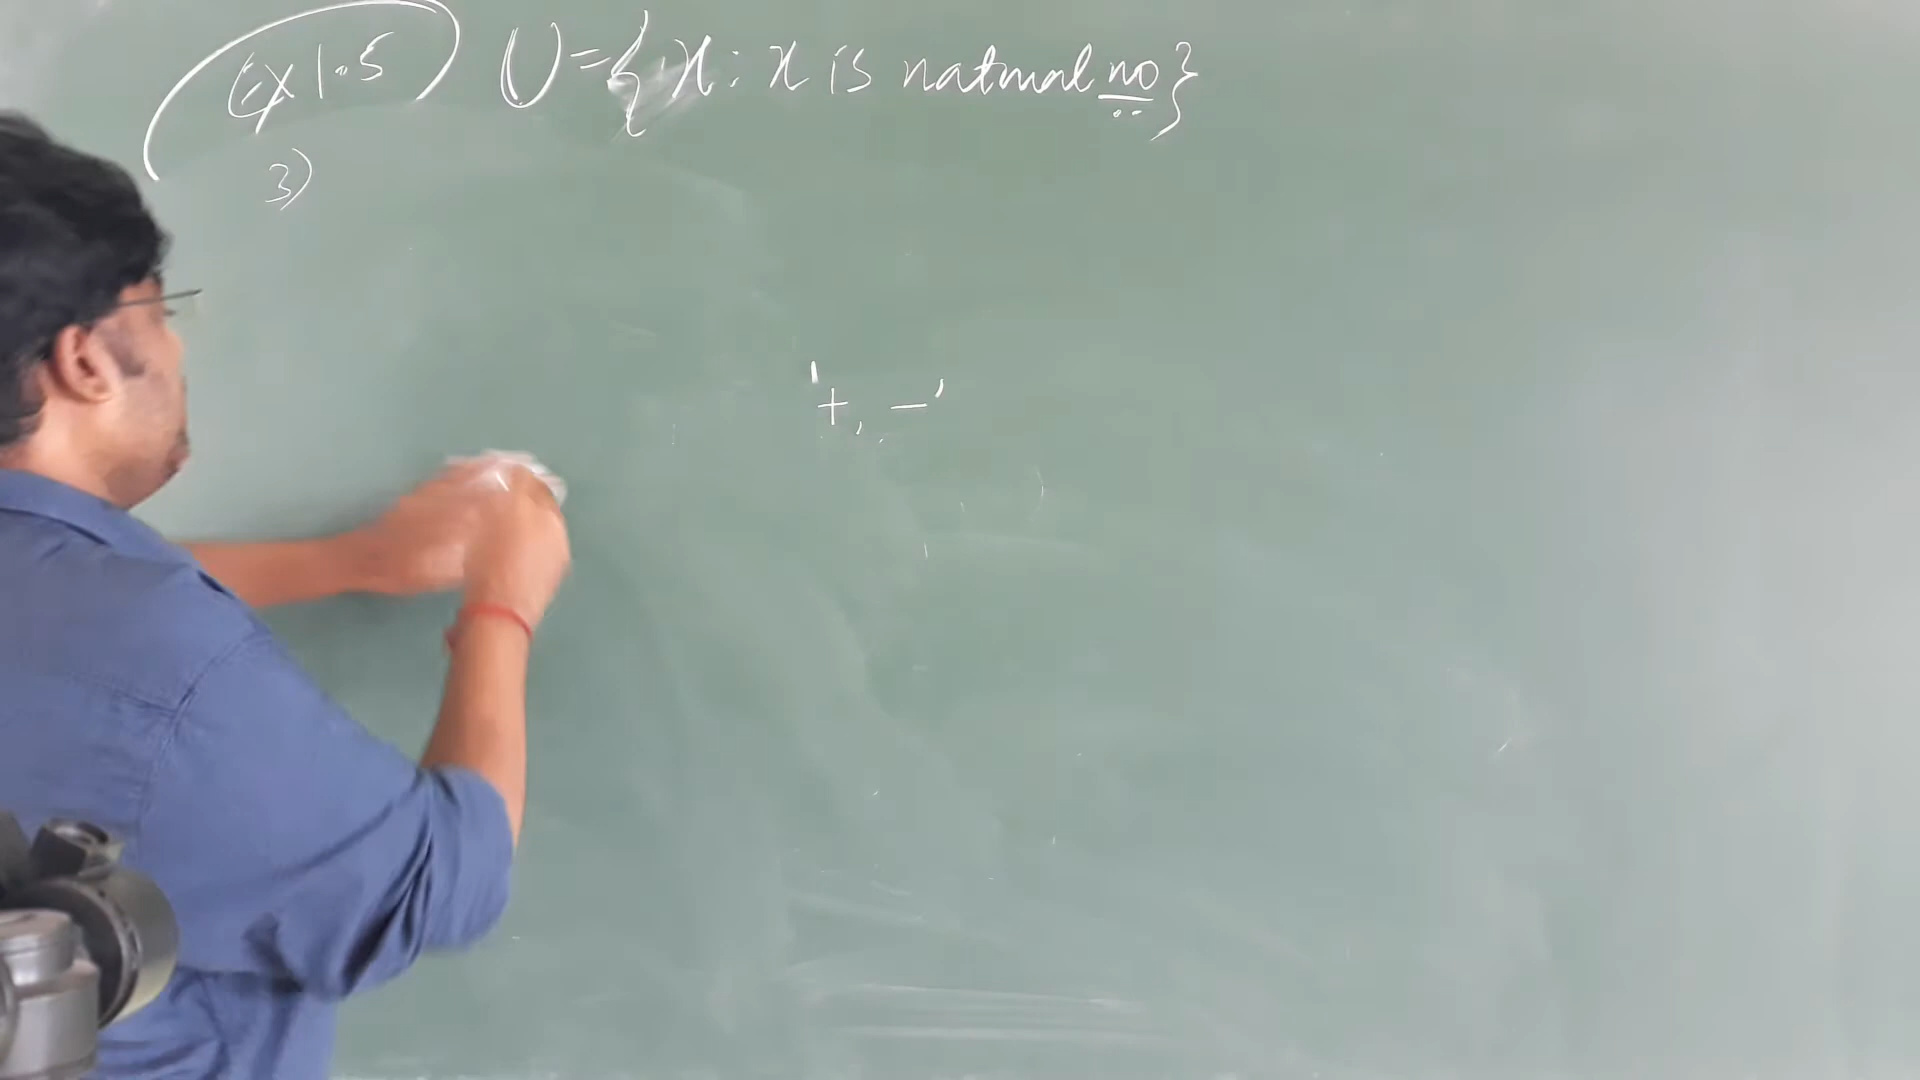 Ex 1.5 U={x: x is natural no}
3)
'+, -'